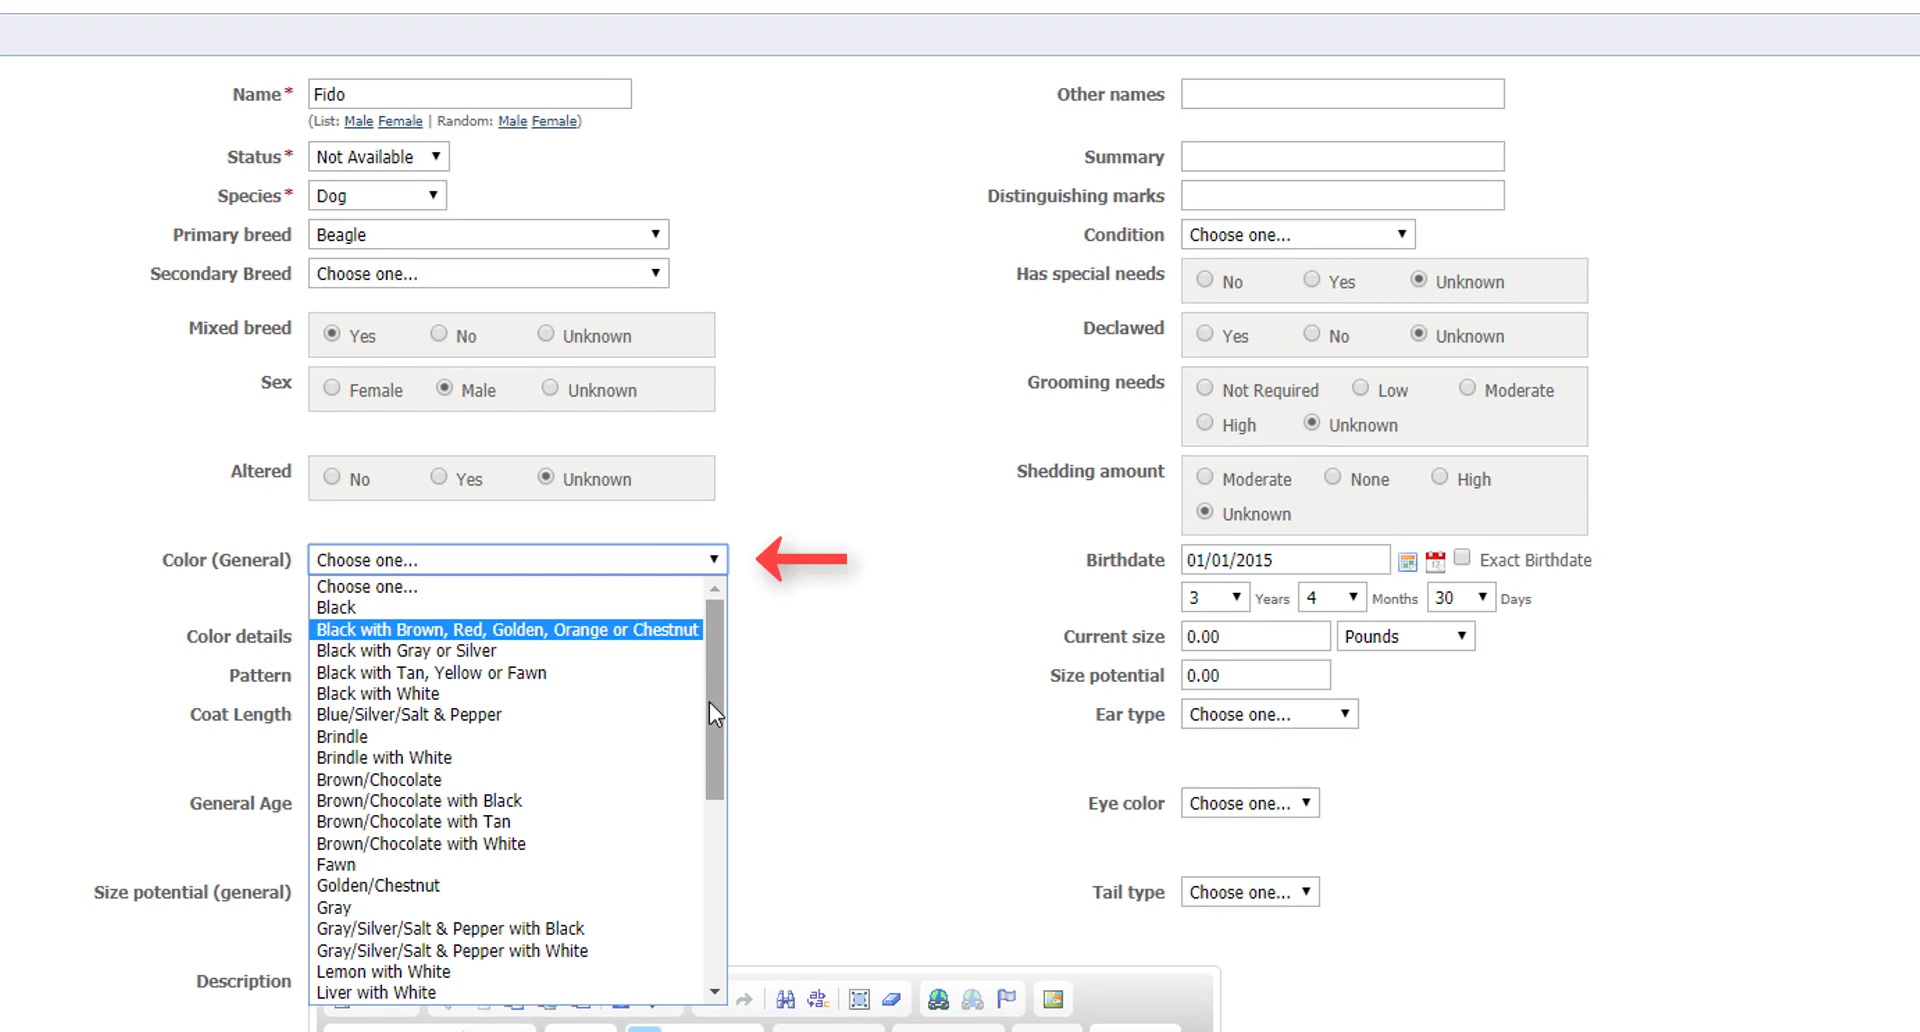 Name* Fido
(List: Male Female | Random: Male Female)
Other names
Status* Not Available
Summary
Species* Dog
Distinguishing marks
Primary breed Beagle
Condition Choose one...
Secondary Breed Choose one...
Has special needs No Yes Unknown
Mixed breed Yes No Unknown
Declawed Yes No Unknown
Sex Female Male Unknown
Grooming needs Not Required Low Moderate
High Unknown
Altered No Yes Unknown
Shedding amount Moderate None High
Unknown
Color (General) Choose one...
Birthdate 01/01/2015 17 Exact Birthdate
3 Years 4 Months 30 Days
Choose one...
Black
Black with Brown, Red, Golden, Orange or Chestnut
Black with Gray or Silver
Black with Tan, Yellow or Fawn
Black with White
Blue/Silver/Salt & Pepper
Brindle
Brindle with White
Brown/Chocolate
Brown/Chocolate with Black
Brown/Chocolate with Tan
Brown/Chocolate with White
Fawn
Golden/Chestnut
Gray
Gray/Silver/Salt & Pepper with Black
Gray/Silver/Salt & Pepper with White
Lemon with White
Liver with White
Color details
Current size 0.00 Pounds
Pattern
Size potential 0.00
Coat Length
Ear type Choose one...
General Age
Eye color Choose one...
Size potential (general)
Tail type Choose one...
Description